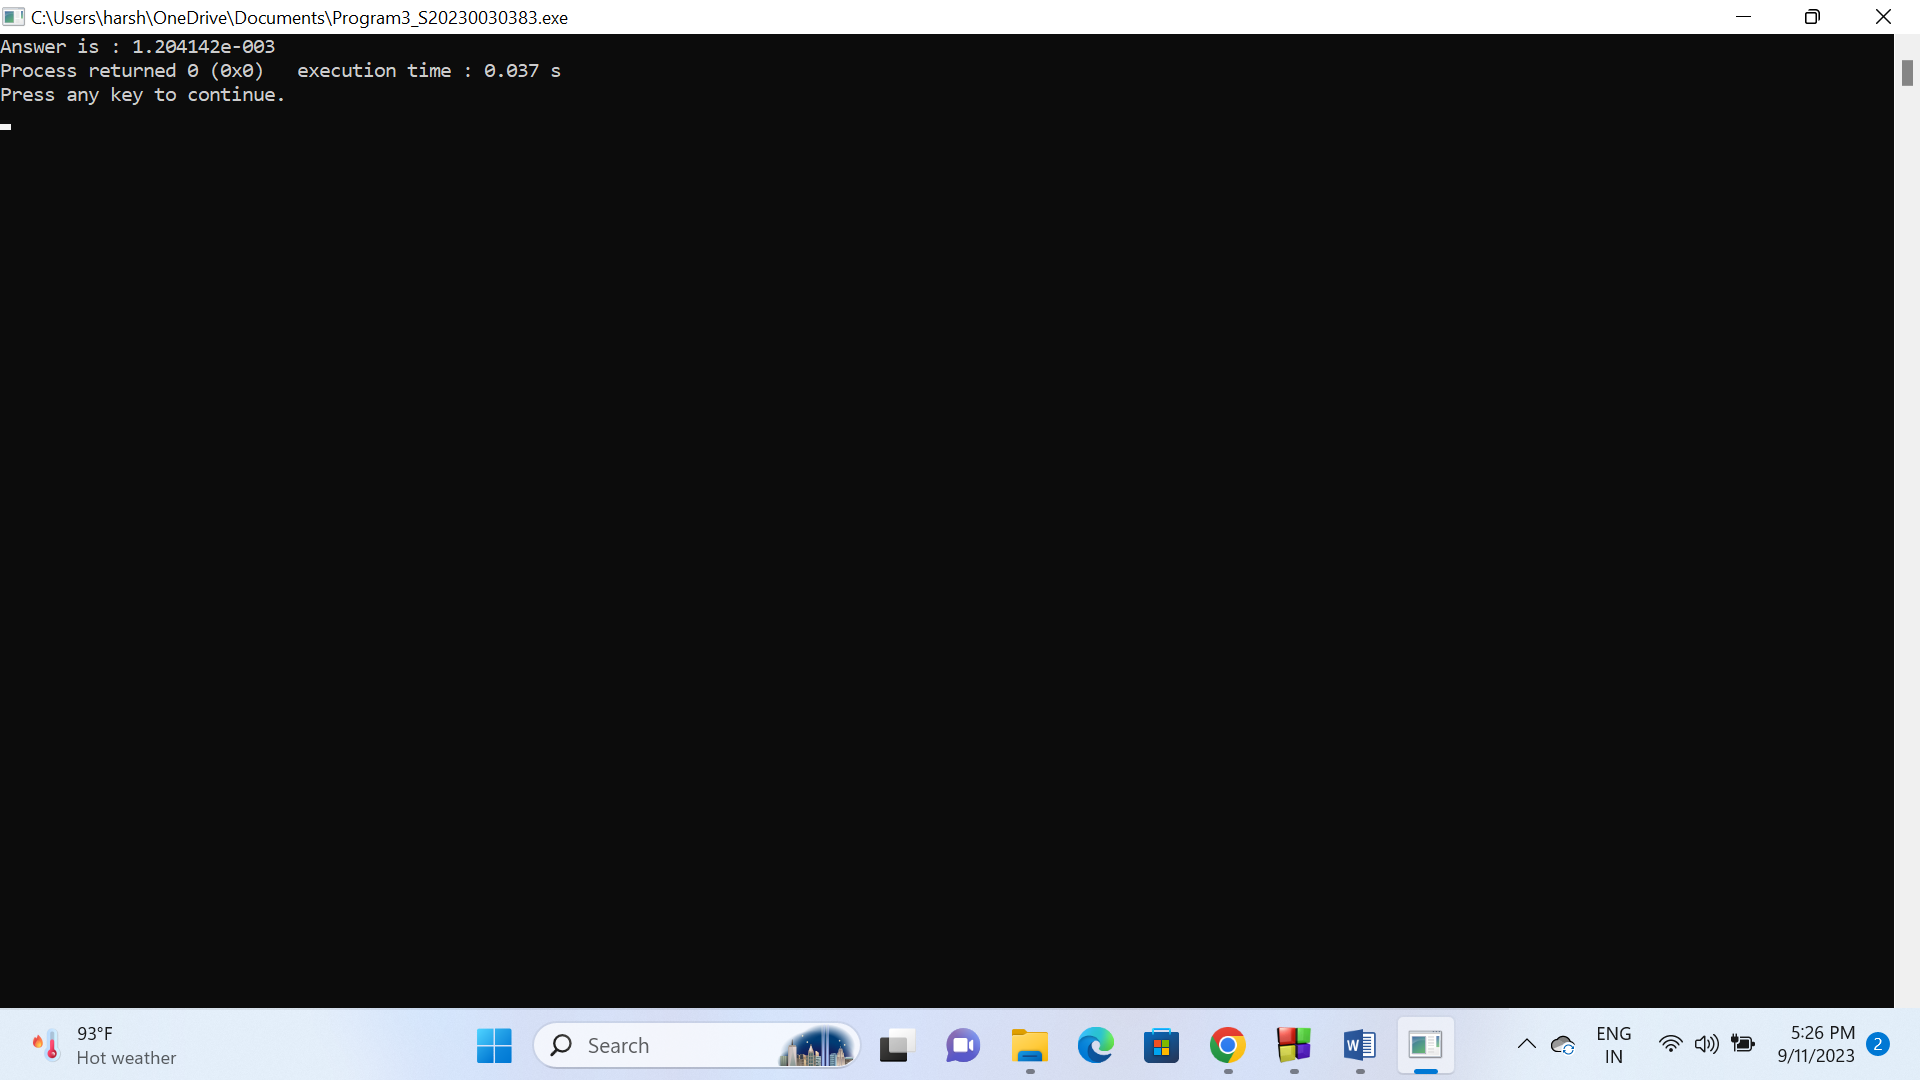 C:\Users\harsh\OneDrive\Documents\Program3_S20230030383.exe
Answer is : 1.204142e-003
Process returned 0 (0x0)   execution time : 0.037 s
Press any key to continue.
93°F
Hot weather
Search
W
ENG
IN
5:26 PM
9/11/2023
2